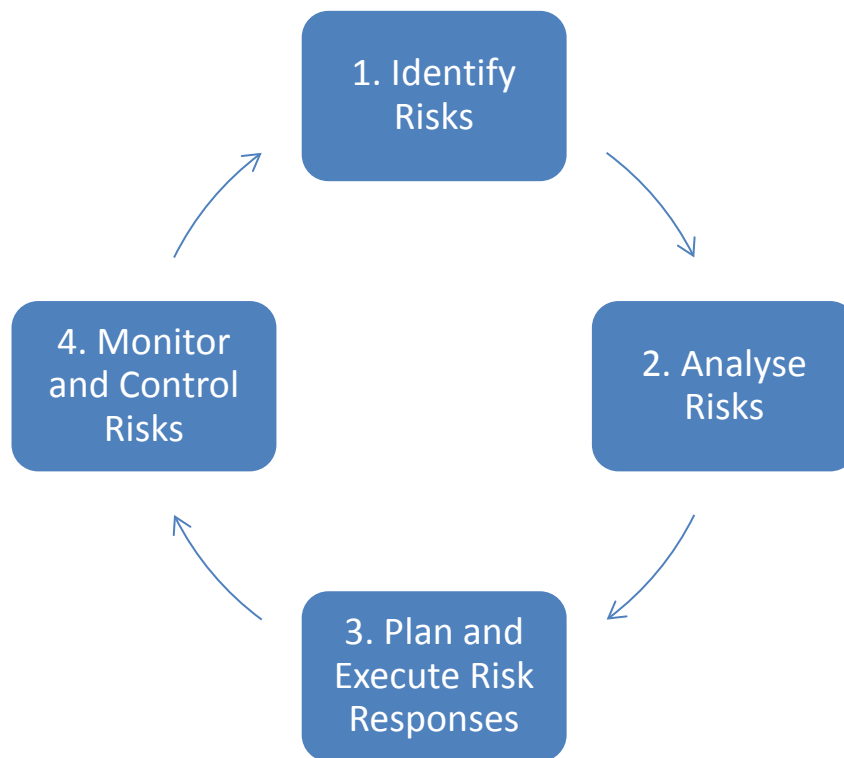 1. Identify
Risks
2. Analyse
Risks
3. Plan and
Execute Risk
Responses
4. Monitor
and Control
Risks